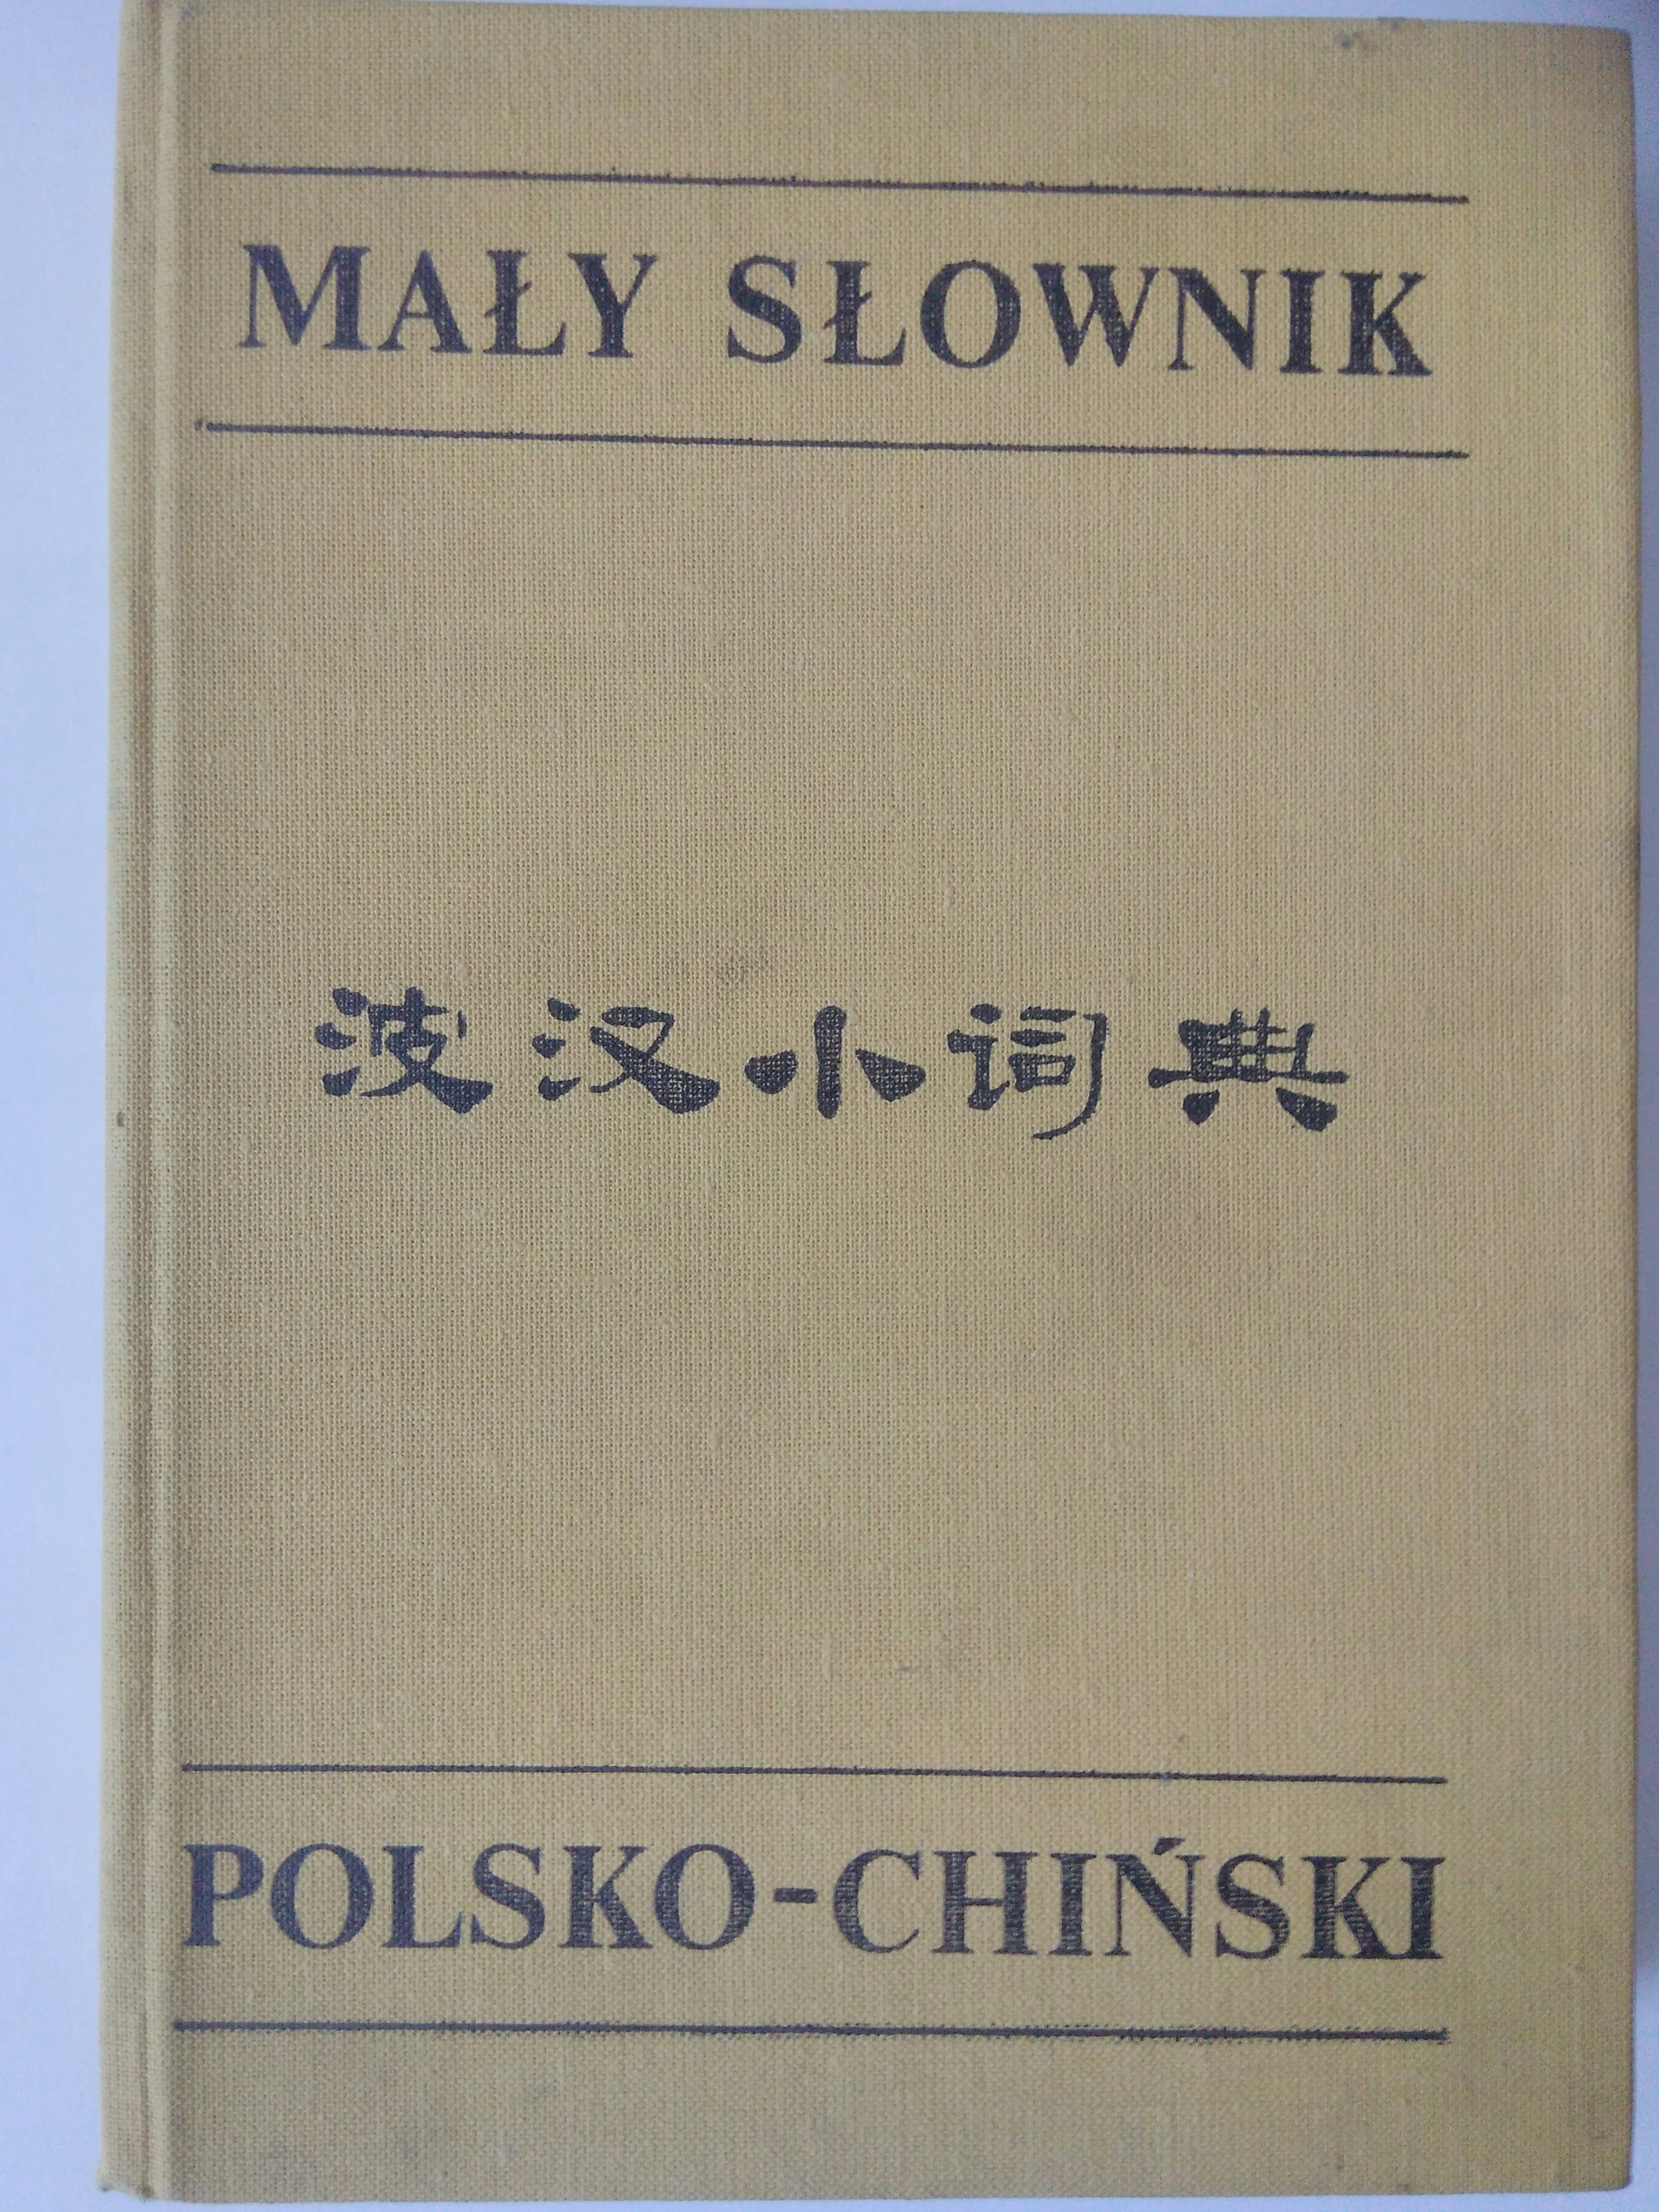 MAŁY SŁOWNIK
波汉小词典
POLSKO-CHIŃSKI